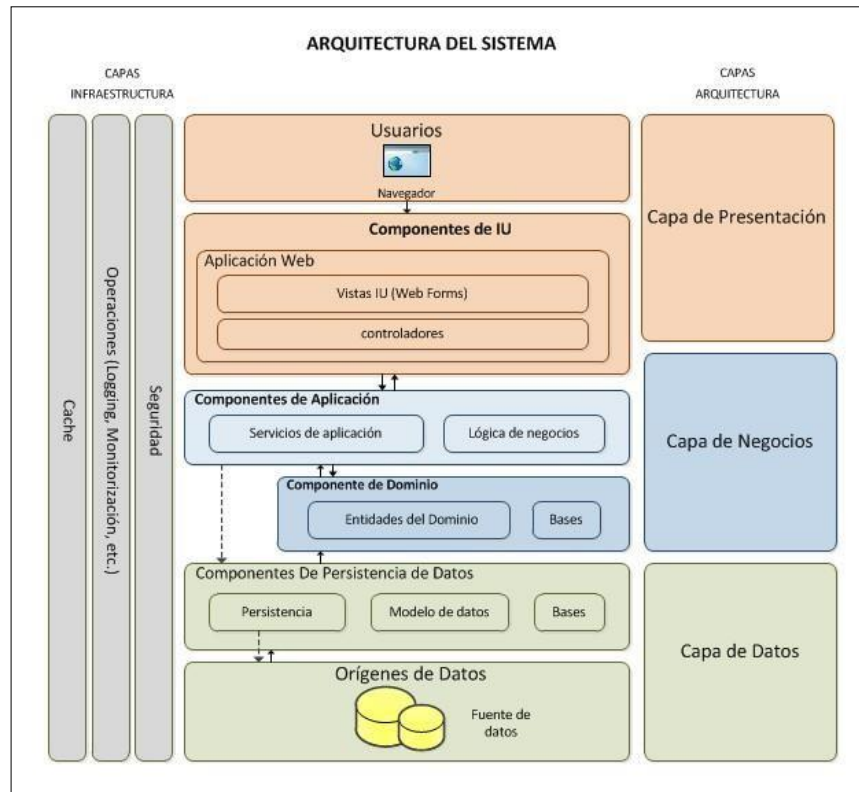 ARQUITECTURA DEL SISTEMA
CAPAS
INFRAESTRUCTURA
CAPAS
ARQUITECTURA
Cache
Operaciones (Logging, Monitorización, etc.)
Seguridad
Usuarios
Navegador
Componentes de IU
Aplicación Web
Vistas IU (Web Forms)
controladores
Capa de Presentación
Componentes de Aplicación
Servicios de aplicación
Lógica de negocios
Componente de Dominio
Entidades del Dominio
Bases
Capa de Negocios
Componentes De Persistencia de Datos
Persistencia
Modelo de datos
Bases
Orígenes de Datos
Fuente de
datos
Capa de Datos